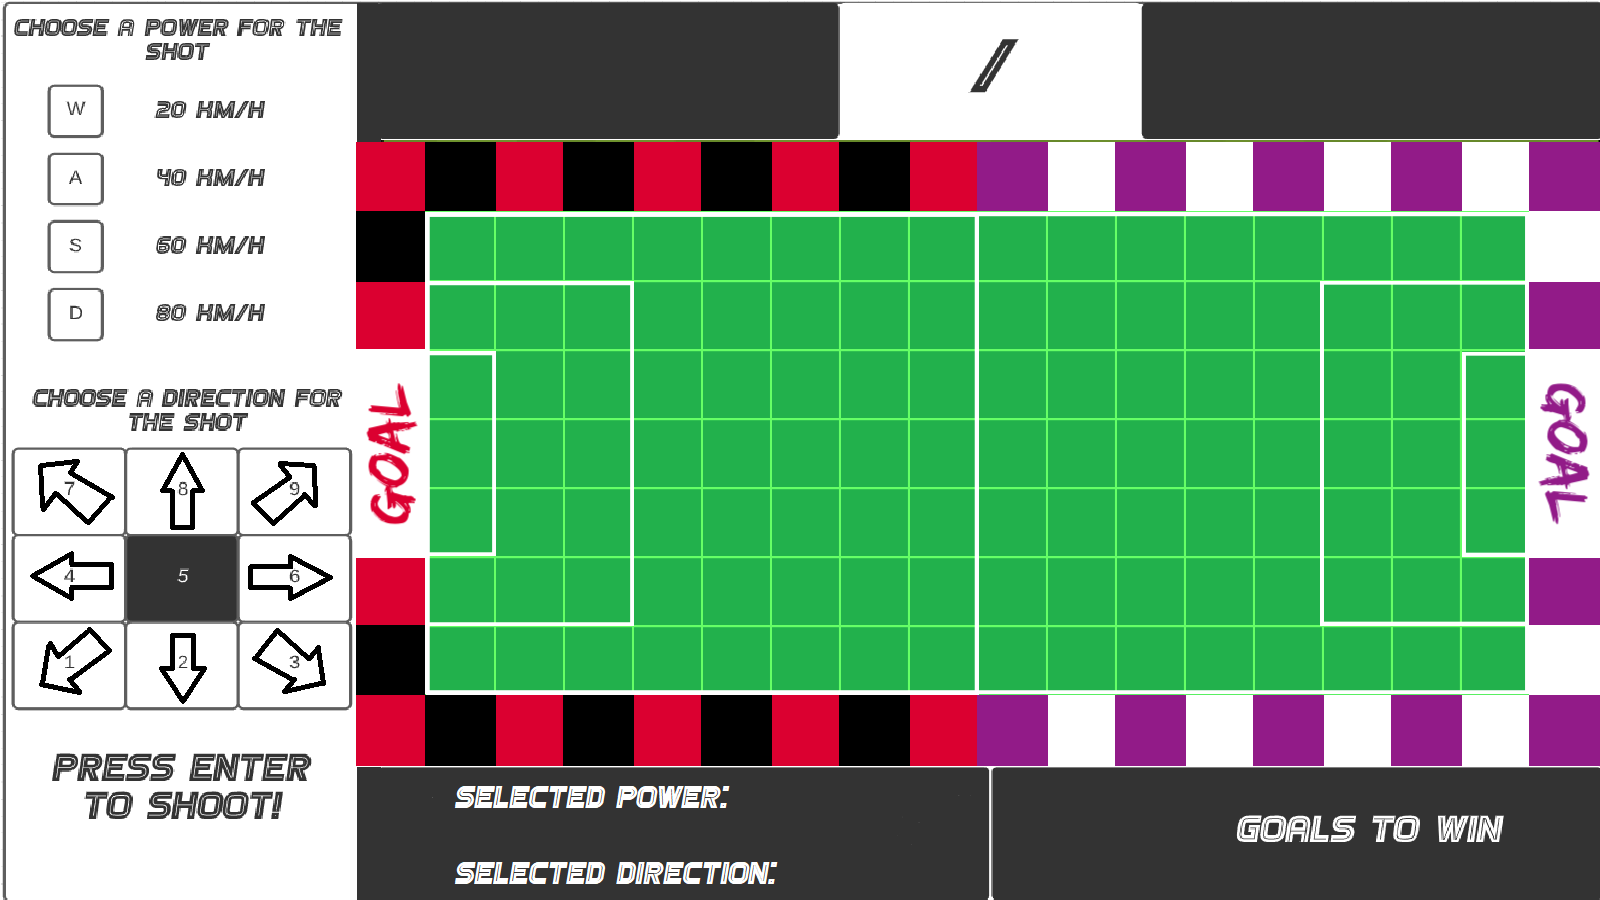 CHOOSE A POWER FOR THE
SHOT
W 20 KM/H
A 40 KM/H
S 60 KM/H
D 80 KM/H
CHOOSE A DIRECTION FOR
THE SHOT
7 8 9
4 5 6
1 2 3
PRESS ENTER
TO SHOOT!
/
GOAL
GOAL
SELECTED POWER:
SELECTED DIRECTION:
GOALS TO WIN